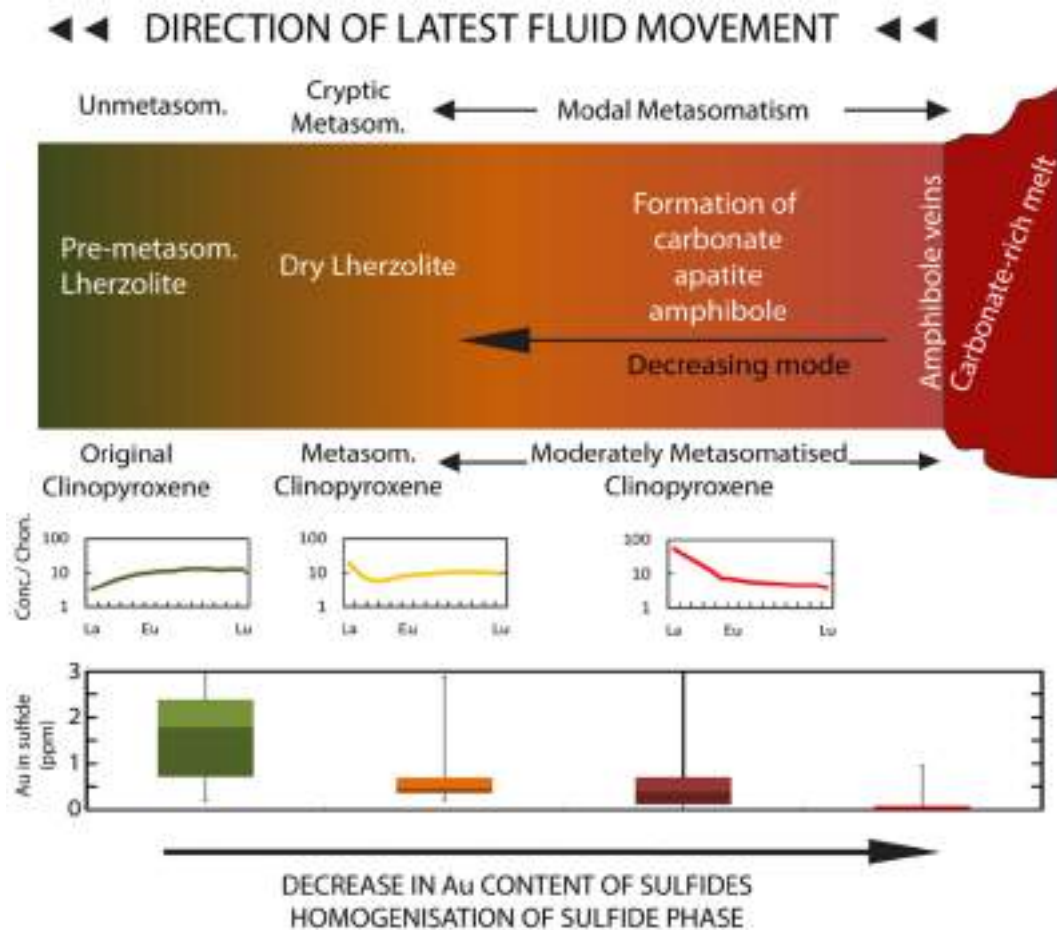 DIRECTION OF LATEST FLUID MOVEMENT
Unmetasom.
Cryptic
Metasom.
Modal Metasomatism
Pre-metasom.
Lherzolite
Dry Lherzolite
Formation of
carbonate
apatite
amphibole
Decreasing mode
Amphibole veins
Carbonate-rich melt
Original
Clinopyroxene
Metasom.
Clinopyroxene
Moderately Metasomatised
Clinopyroxene
Conc./ Chon.
100
10
1
La Eu Lu
100
10
1
La Eu Lu
100
10
1
La Eu Lu
Au in sulfide
(ppm)
3
2
1
0
DECREASE IN Au CONTENT OF SULFIDES
HOMOGENISATION OF SULFIDE PHASE